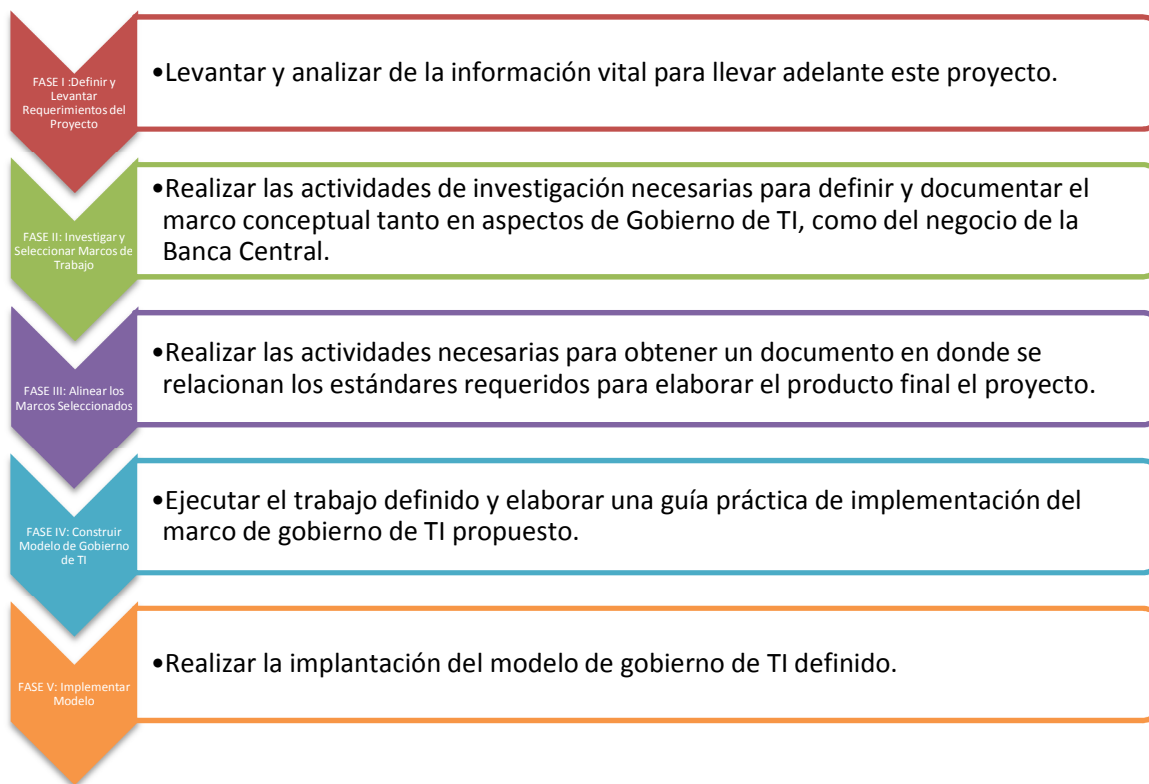 FASE I :Definir y
Levantar
Requerimientos del
Proyecto
•Levantar y analizar de la información vital para llevar adelante este proyecto.
FASE II: Investigar y
Seleccionar Marcos de
Trabajo
•Realizar las actividades de investigación necesarias para definir y documentar el
marco conceptual tanto en aspectos de Gobierno de TI, como del negocio de la
Banca Central.
FASE III: Alinear los
Marcos Seleccionados
•Realizar las actividades necesarias para obtener un documento en donde se
relacionan los estándares requeridos para elaborar el producto final el proyecto.
FASE IV: Construir
Modelo de Gobierno
de TI
•Ejecutar el trabajo definido y elaborar una guía práctica de implementación del
marco de gobierno de TI propuesto.
FASE V: Implementar
Modelo
•Realizar la implantación del modelo de gobierno de TI definido.